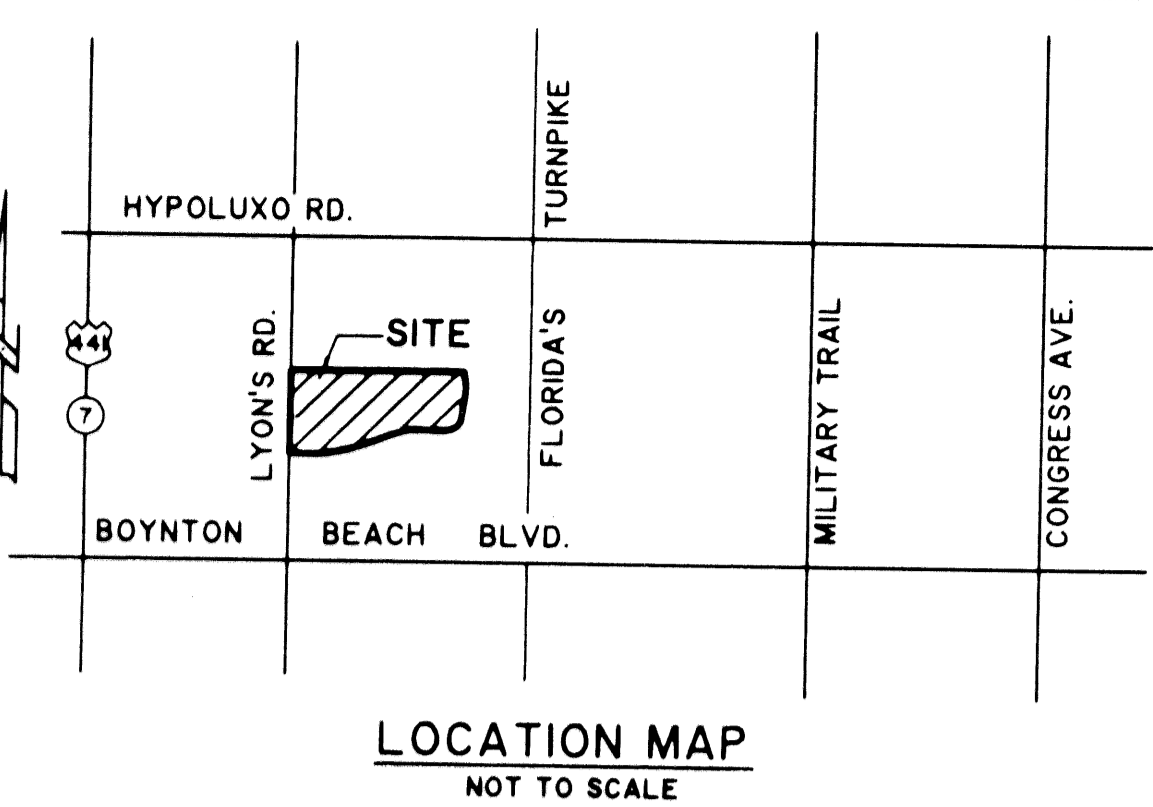 TURNPIKE
HYPOLUXO RD.
441
7
LYON'S RD.
SITE
FLORIDA'S
MILITARY TRAIL
CONGRESS AVE.
BOYNTON BEACH BLVD.
LOCATION MAP
NOT TO SCALE